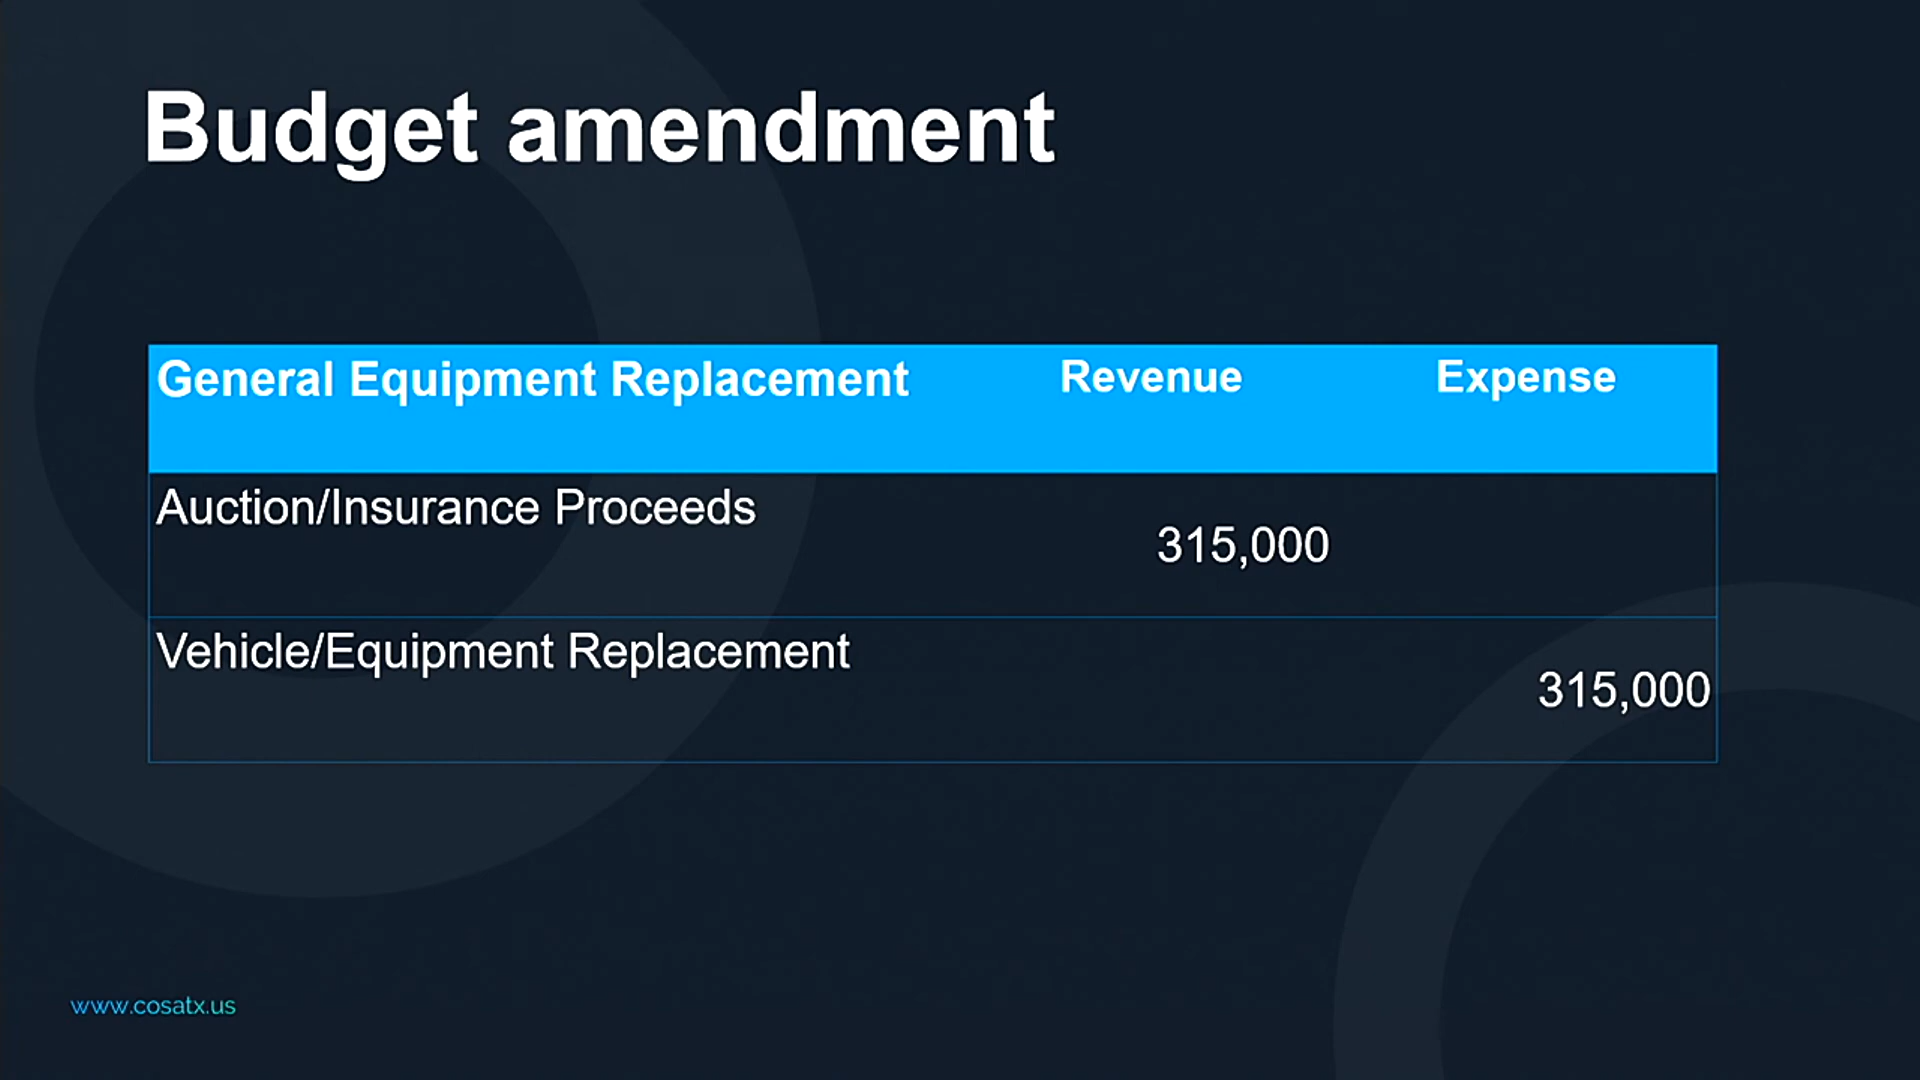 Budget amendment
General Equipment Replacement Revenue Expense
Auction/Insurance Proceeds 315,000
Vehicle/Equipment Replacement 315,000
www.cosatx.us